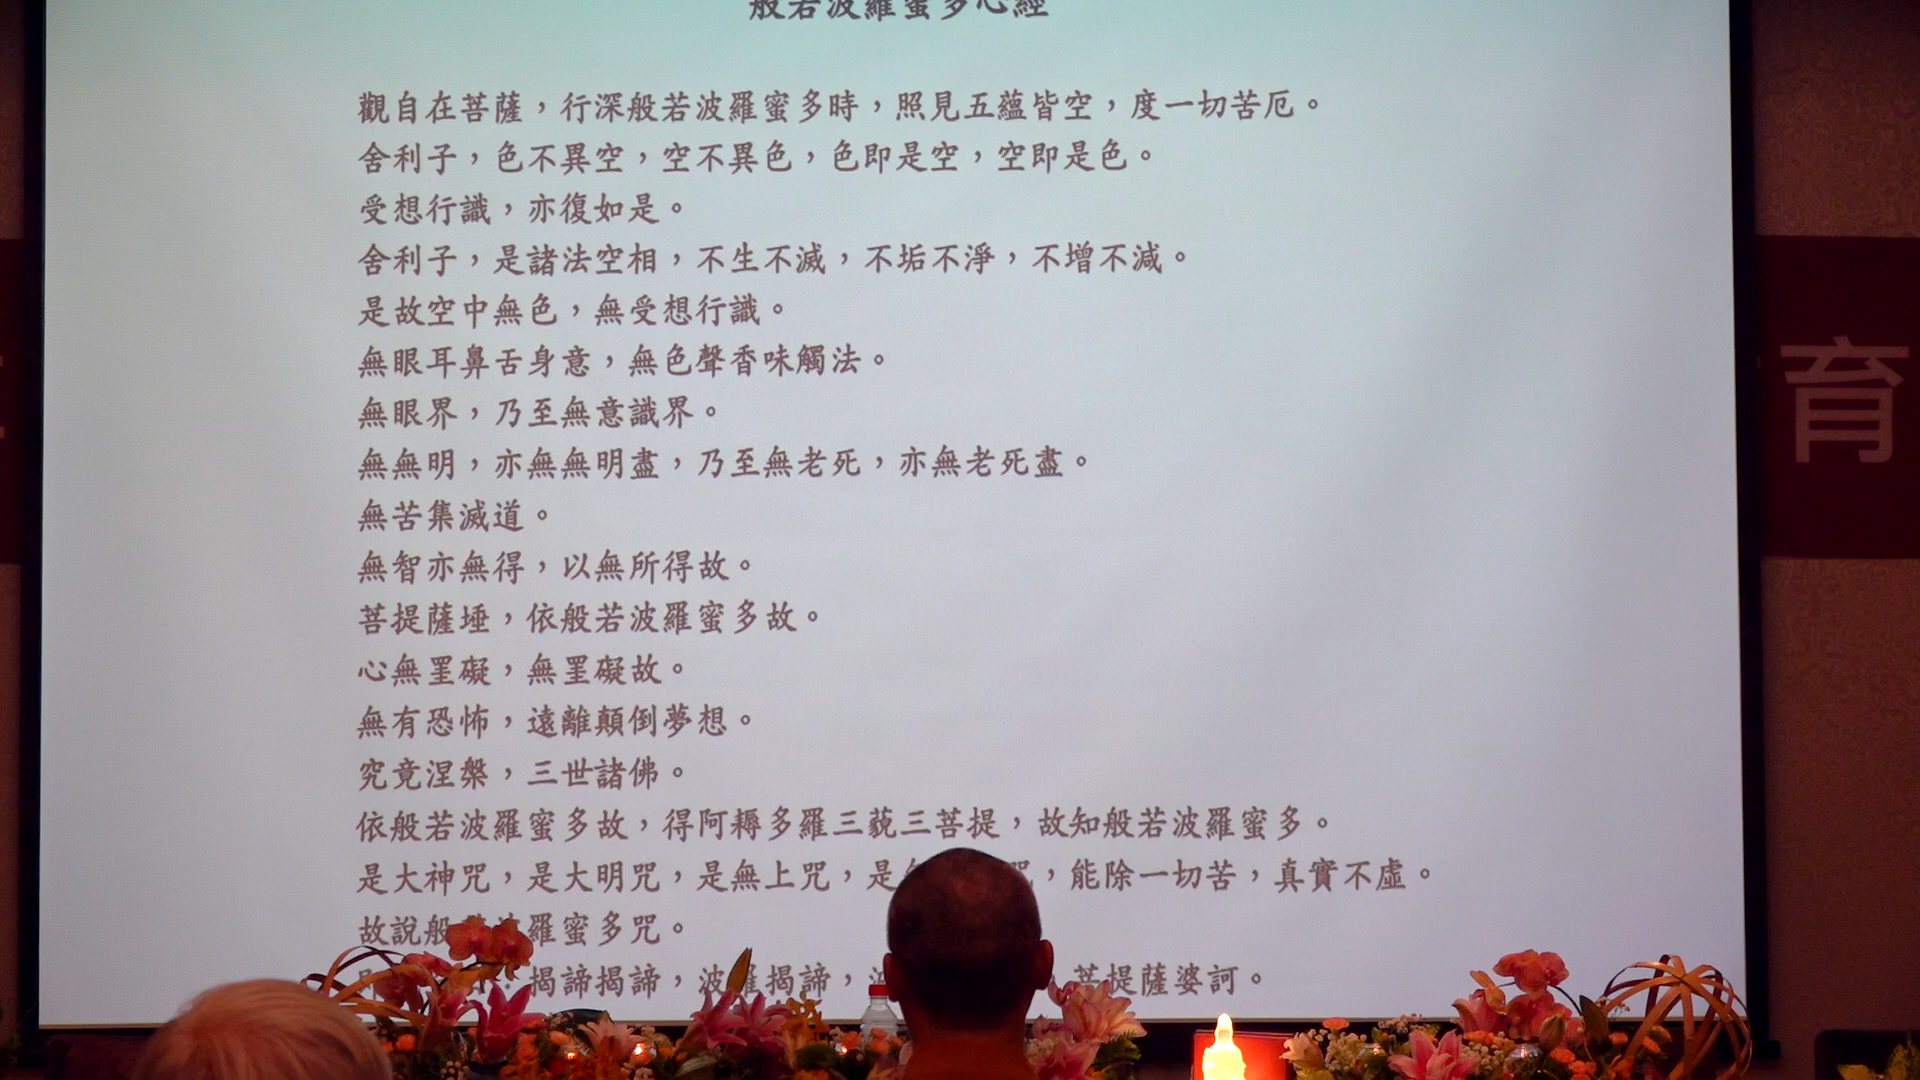 般若波羅蜜多心經
觀自在菩薩，行深般若波羅蜜多時，照見五蘊皆空，度一切苦厄。
舍利子，色不異空，空不異色，色即是空，空即是色。
受想行識，亦復如是。
舍利子，是諸法空相，不生不滅，不垢不淨，不增不減。
是故空中無色，無受想行識。
無眼耳鼻舌身意，無色聲香味觸法。
無眼界，乃至無意識界。
無無明，亦無無明盡，乃至無老死，亦無老死盡。
無苦集滅道。
無智亦無得，以無所得故。
菩提薩埵，依般若波羅蜜多故。
心無罣礙，無罣礙故。
無有恐怖，遠離顛倒夢想。
究竟涅槃，三世諸佛。
依般若波羅蜜多故，得阿耨多羅三藐三菩提，故知般若波羅蜜多。
是大神咒，是大明咒，是無上咒，是 咒，能除一切苦，真實不虛。
故說般 羅蜜多咒。
：揭諦揭諦，波羅揭諦， 菩提薩婆訶。
育